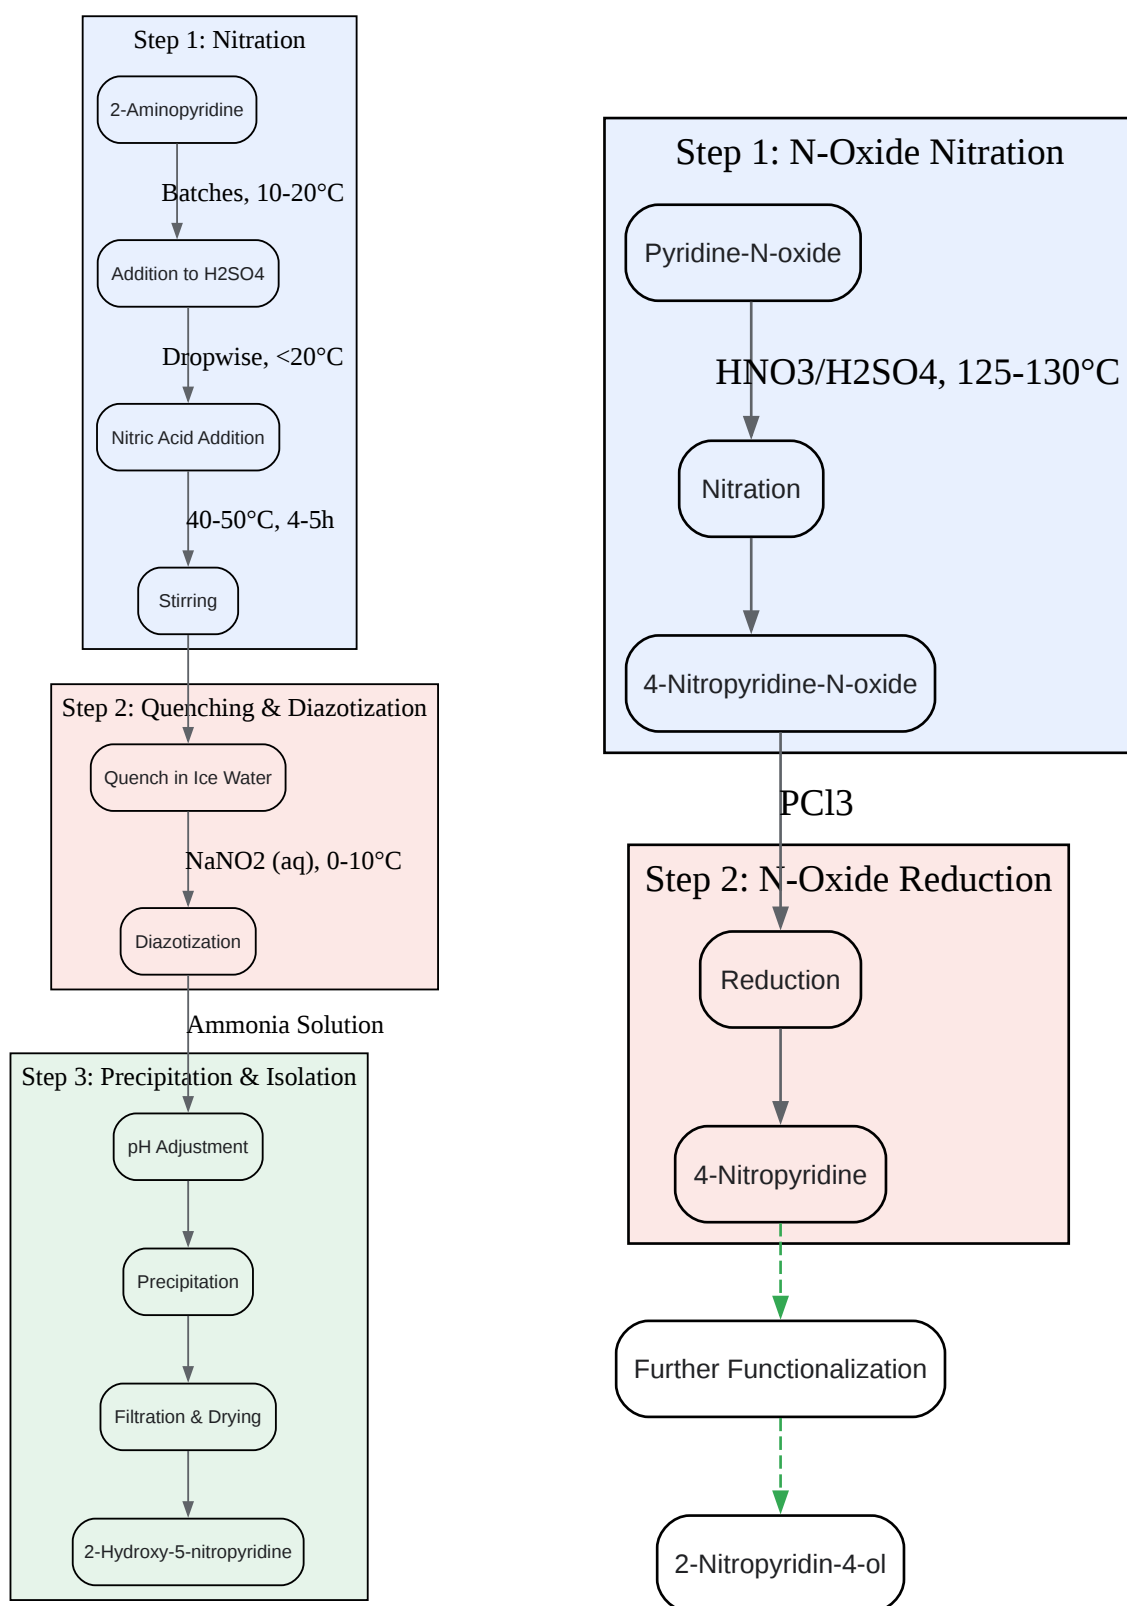 Step 1: Nitration
2-Aminopyridine
Batches, 10-20°C
Addition to H2SO4
Dropwise, <20°C
Nitric Acid Addition
40-50°C, 4-5h
Stirring
Step 2: Quenching & Diazotization
Quench in Ice Water
NaNO2 (aq), 0-10°C
Diazotization
Ammonia Solution
Step 3: Precipitation & Isolation
pH Adjustment
Precipitation
Filtration & Drying
2-Hydroxy-5-nitropyridine
Step 1: N-Oxide Nitration
Pyridine-N-oxide
HNO3/H2SO4, 125-130°C
Nitration
4-Nitropyridine-N-oxide
PCl3
Step 2: N-Oxide Reduction
Reduction
4-Nitropyridine
Further Functionalization
2-Nitropyridin-4-ol